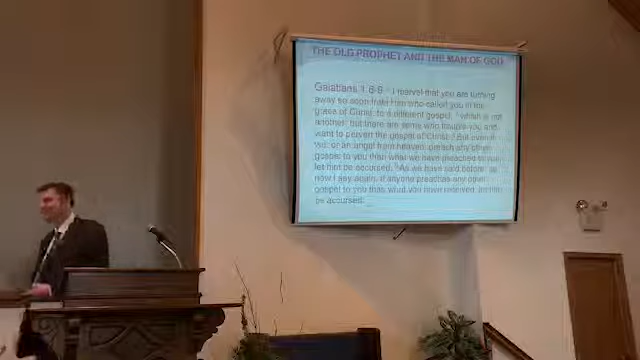 THE OLD PROPHET AND THE MAN OF GOD
Galatians 1:6-9 - I marvel that you are turning
away so soon from Him who called you in the
grace of Christ, to a different gospel, 7 which is not
another; but there are some who trouble you and
want to pervert the gospel of Christ. 8 But even if
we, or an angel from heaven, preach any other
gospel to you than what we have preached to you,
let him be accursed. 9 As we have said before, so
now I say again, if anyone preaches any other
gospel to you than what you have received, let him
be accursed.